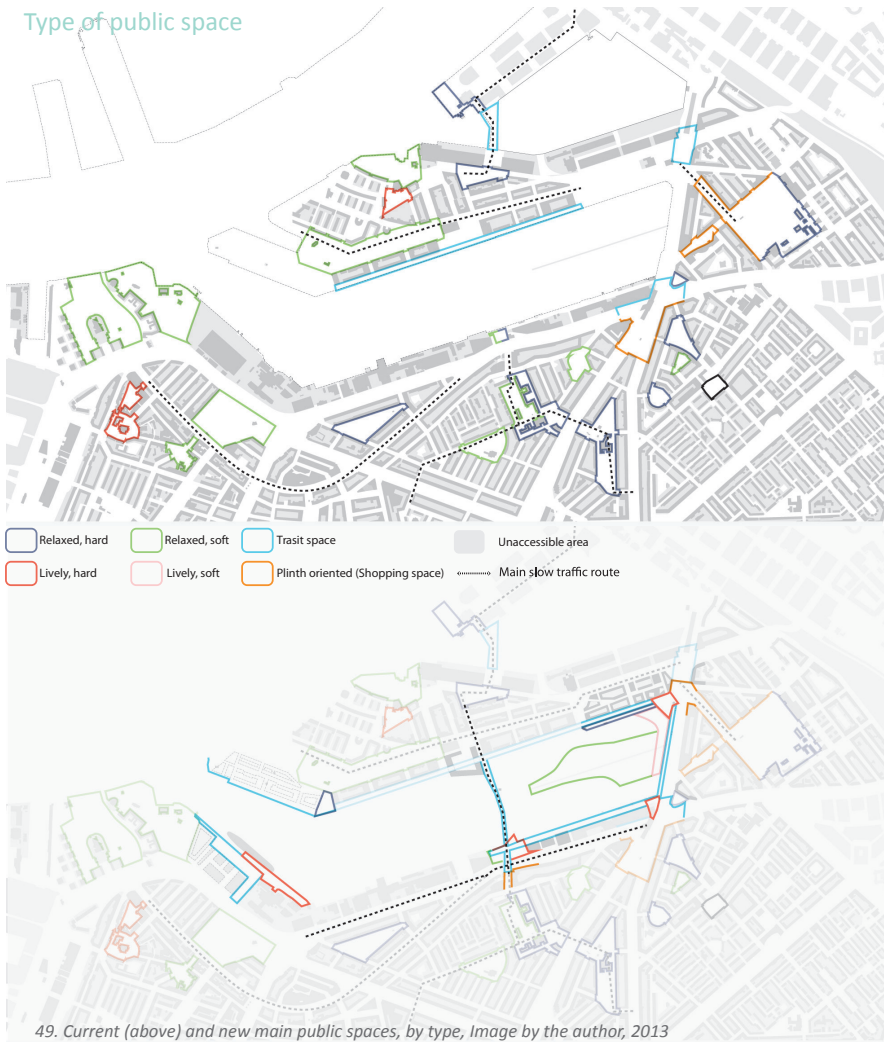 Type of public space
Relaxed, hard
Relaxed, soft
Trasit space
Unaccessible area
Lively, hard
Lively, soft
Plinth oriented (Shopping space)
Main slow traffic route
49. Current (above) and new main public spaces, by type, Image by the author, 2013